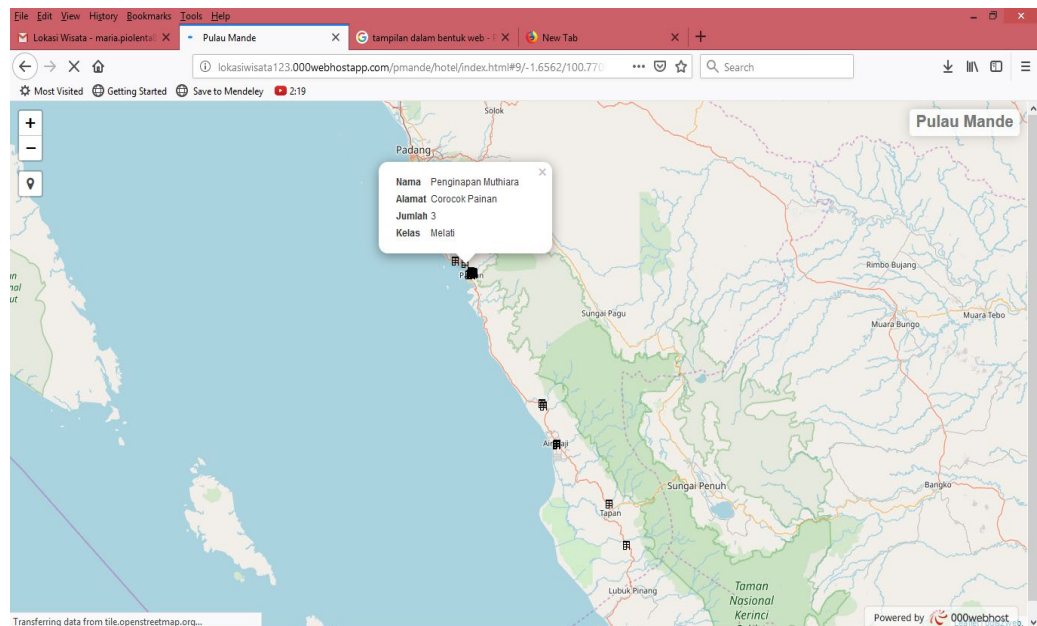 File Edit View History Bookmarks Tools Help
Lokasi Wisata - maria.piolenta
Pulau Mande
tampilan dalam bentuk web -
New Tab
lokasiwisata123.000webhostapp.com/pmande/hotel/index.html#9/-1.6562/100.770
Search
Most Visited Getting Started Save to Mendeley 2:19
+
−
Pulau Mande
Solok
Padang
Nama Penginapan Muthiara
Alamat Corocok Painan
Jumlah 3
Kelas Melati
×
Rimbo Bujang
Sungai Pagu
Muara Tebo
Muara Bungo
Sungai Penuh
Bangko
Tapan
Lubuk Pinang
Taman
Nasional
Kerinci
Powered by 000webhost
Transferring data from tile.openstreetmap.org...